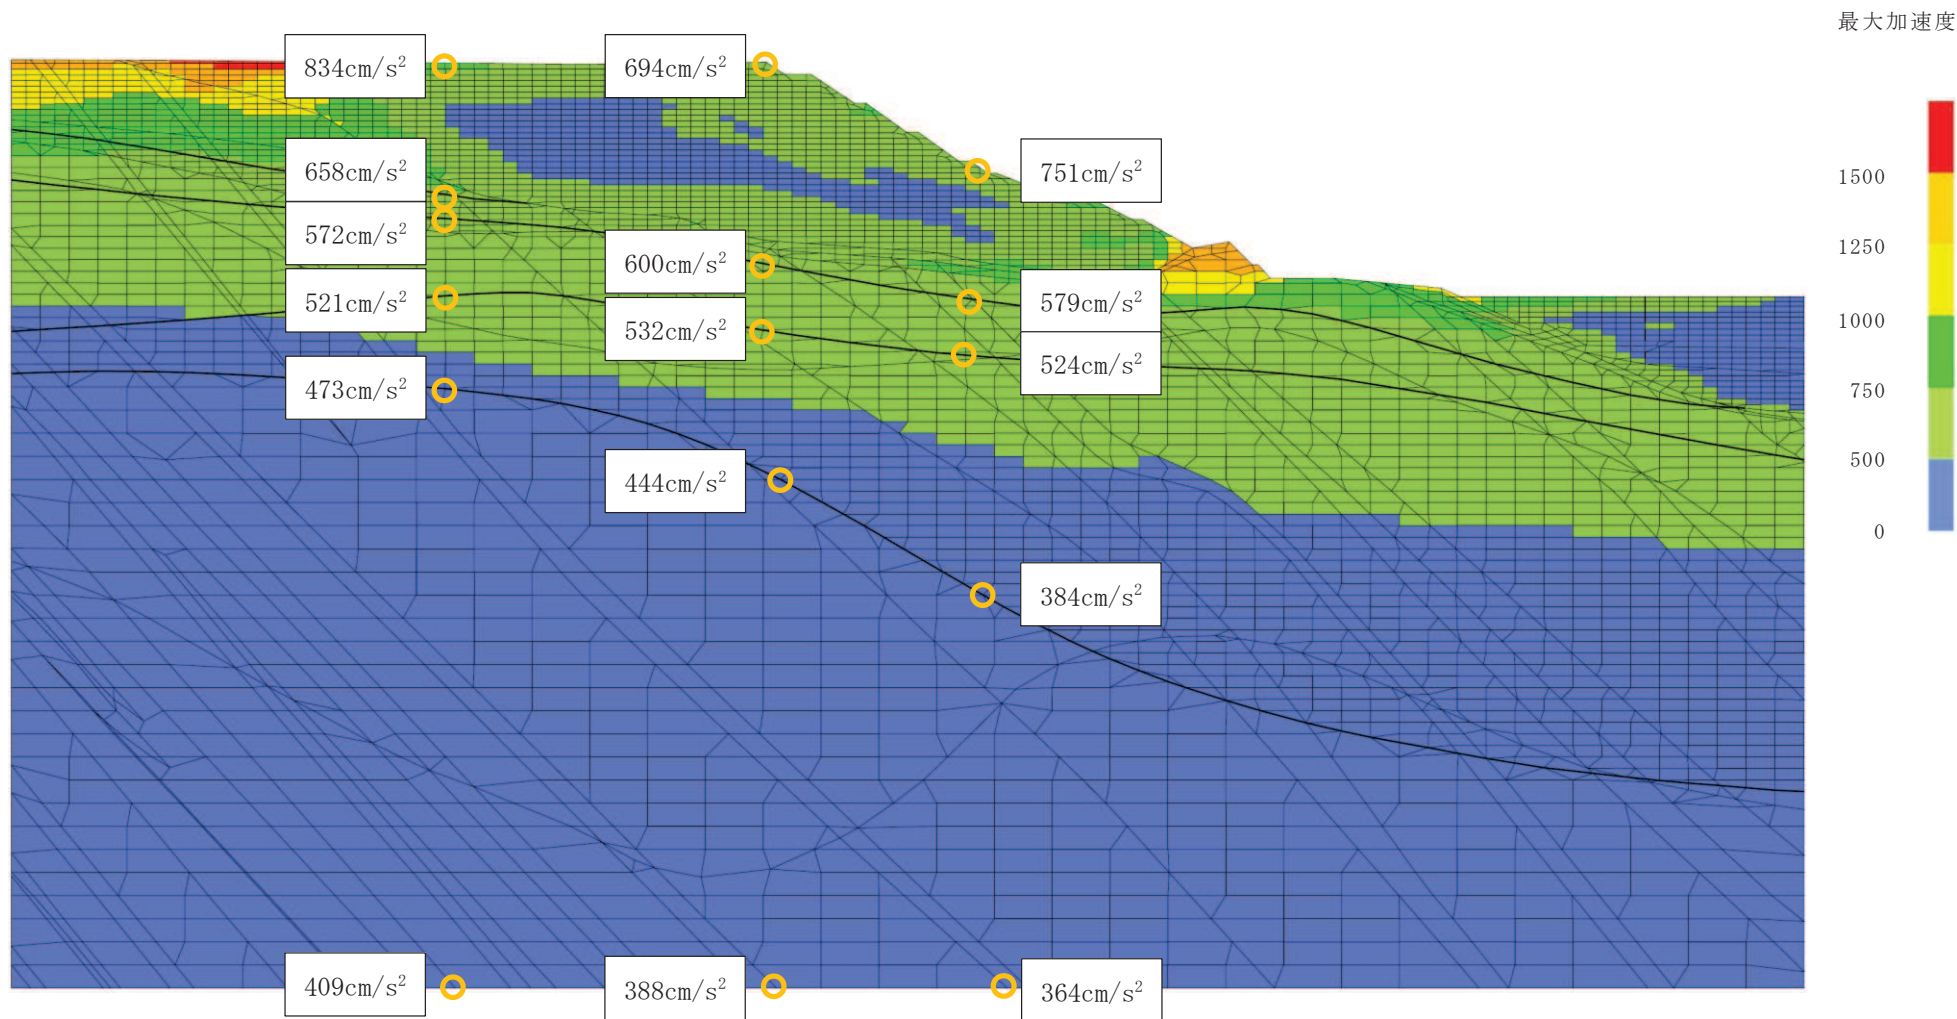 最大加速度
834cm/s²
694cm/s²
658cm/s²
751cm/s²
572cm/s²
600cm/s²
521cm/s²
579cm/s²
532cm/s²
524cm/s²
473cm/s²
444cm/s²
384cm/s²
409cm/s²
388cm/s²
364cm/s²
1500
1250
1000
750
500
0